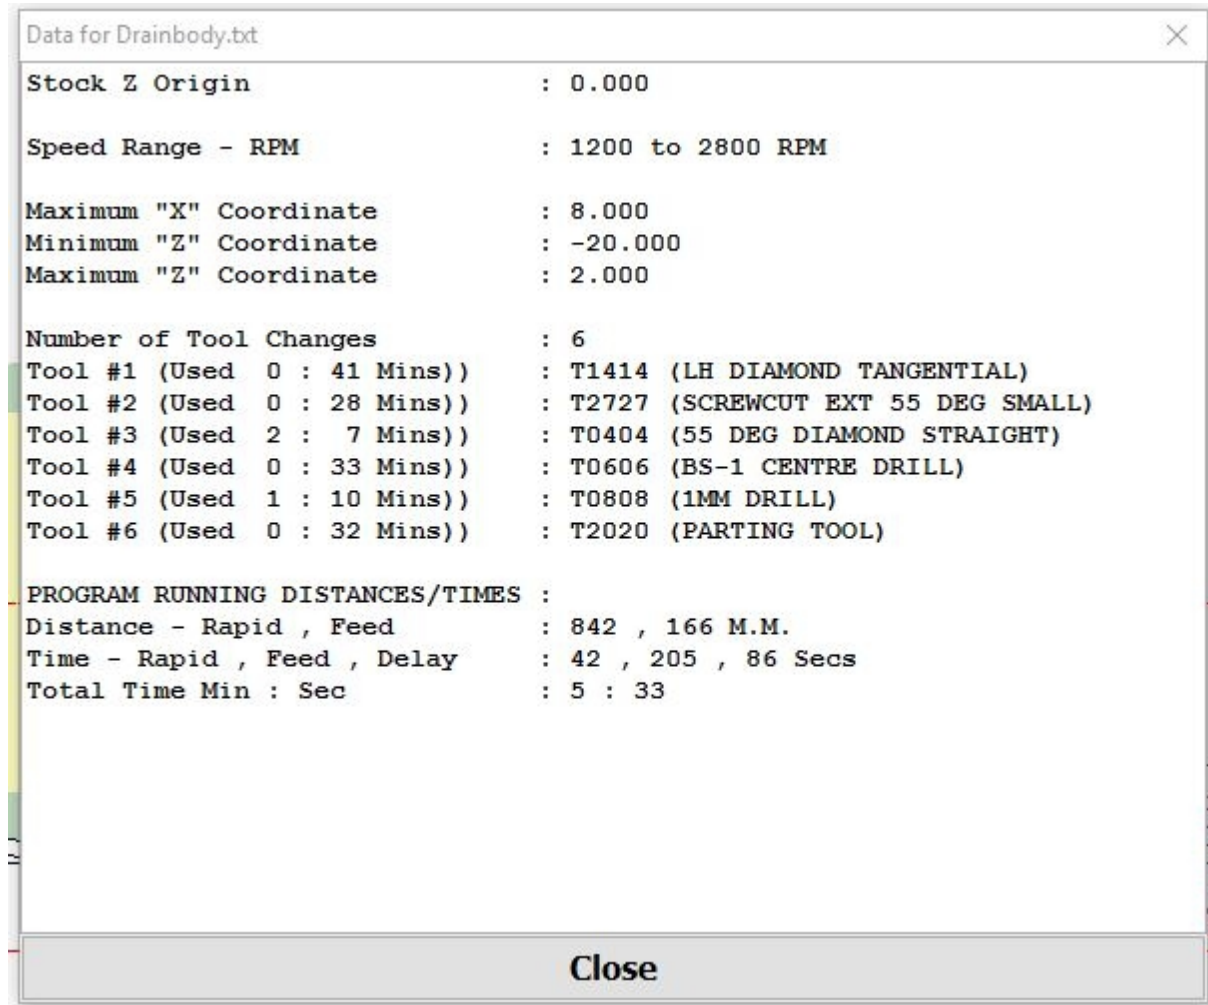 Data for Drainbody.txt
Stock Z Origin : 0.000
Speed Range - RPM : 1200 to 2800 RPM
Maximum "X" Coordinate : 8.000
Minimum "Z" Coordinate : -20.000
Maximum "Z" Coordinate : 2.000
Number of Tool Changes : 6
Tool #1 (Used 0 : 41 Mins)) : T1414 (LH DIAMOND TANGENTIAL)
Tool #2 (Used 0 : 28 Mins)) : T2727 (SCREWCUT EXT 55 DEG SMALL)
Tool #3 (Used 2 : 7 Mins)) : T0404 (55 DEG DIAMOND STRAIGHT)
Tool #4 (Used 0 : 33 Mins)) : T0606 (BS-1 CENTRE DRILL)
Tool #5 (Used 1 : 10 Mins)) : T0808 (1MM DRILL)
Tool #6 (Used 0 : 32 Mins)) : T2020 (PARTING TOOL)
PROGRAM RUNNING DISTANCES/TIMES :
Distance - Rapid , Feed : 842 , 166 M.M.
Time - Rapid , Feed , Delay : 42 , 205 , 86 Secs
Total Time Min : Sec : 5 : 33
Close